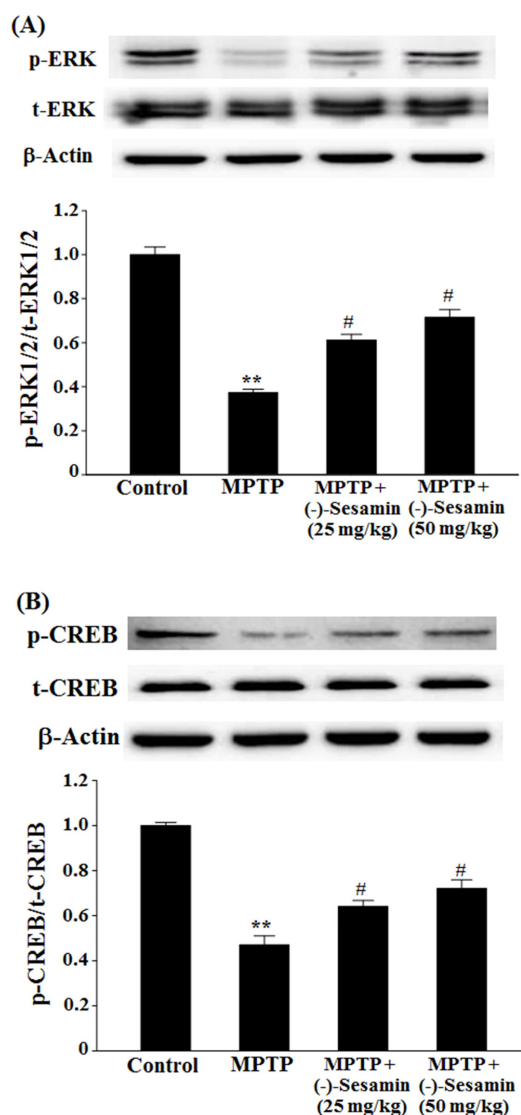 (A)
p-ERK
t-ERK
β-Actin
p-ERK1/2/t-ERK1/2
1.2
1.0
0.8
0.6
0.4
0.2
0
**
#
#
Control MPTP MPTP + MPTP +
(-)-Sesamin (-)-Sesamin
(25 mg/kg) (50 mg/kg)
(B)
p-CREB
t-CREB
β-Actin
p-CREB/t-CREB
1.2
1.0
0.8
0.6
0.4
0.2
0
**
#
#
Control MPTP MPTP + MPTP +
(-)-Sesamin (-)-Sesamin
(25 mg/kg) (50 mg/kg)